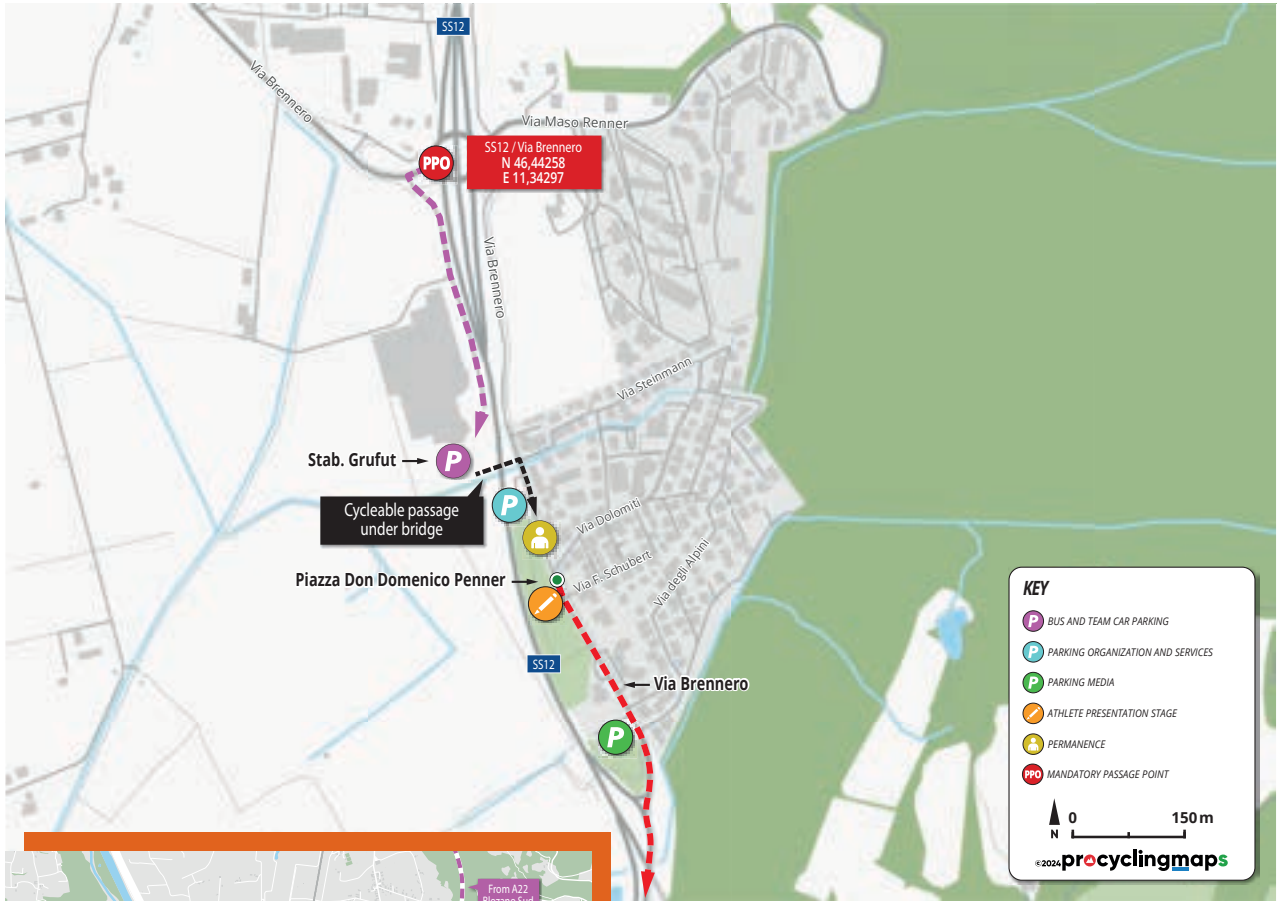 SS12
Via Brennero
Via Maso Renner
PPO
SS12 / Via Brennero
N 46,44258
E 11,34297
Via Brennero
Via Steinmann
Stab. Grufut
P
Cycleable passage
under bridge
P
Via Dolomiti
Via F. Schubert
Via degli Alpini
Piazza Don Domenico Penner
SS12
Via Brennero
P
KEY
P BUS AND TEAM CAR PARKING
P PARKING ORGANIZATION AND SERVICES
P PARKING MEDIA
ATHLETE PRESENTATION STAGE
PERMANENCE
PPO MANDATORY PASSAGE POINT
N 0 150 m
©2024 procyclingmaps
From A22